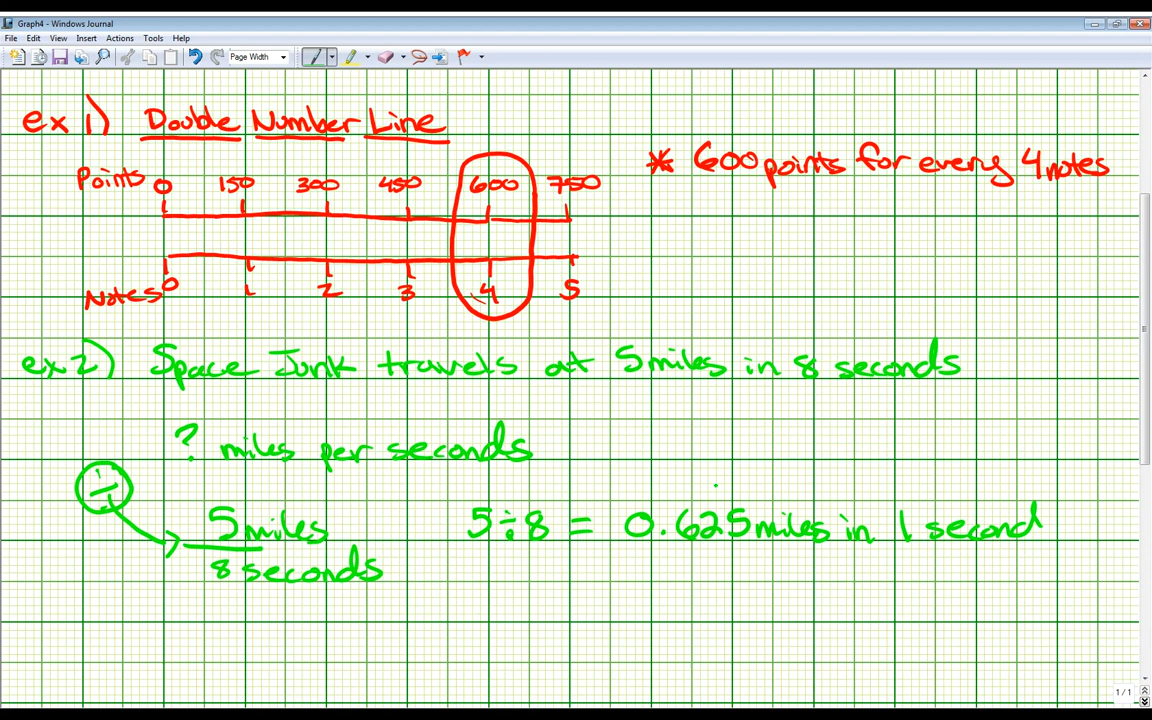 Graph4 - Windows Journal
File Edit View Insert Actions Tools Help
Page Width
ex 1) Double Number Line
* 600 points for every 4 notes
Points 0 150 300 450 600 750
Notes 0 1 2 3 4 5
ex 2) Space Junk travels at 5 miles in 8 seconds
? miles per seconds
÷
5 miles
8 seconds
5 ÷ 8 = 0.625 miles in 1 second
1 / 1